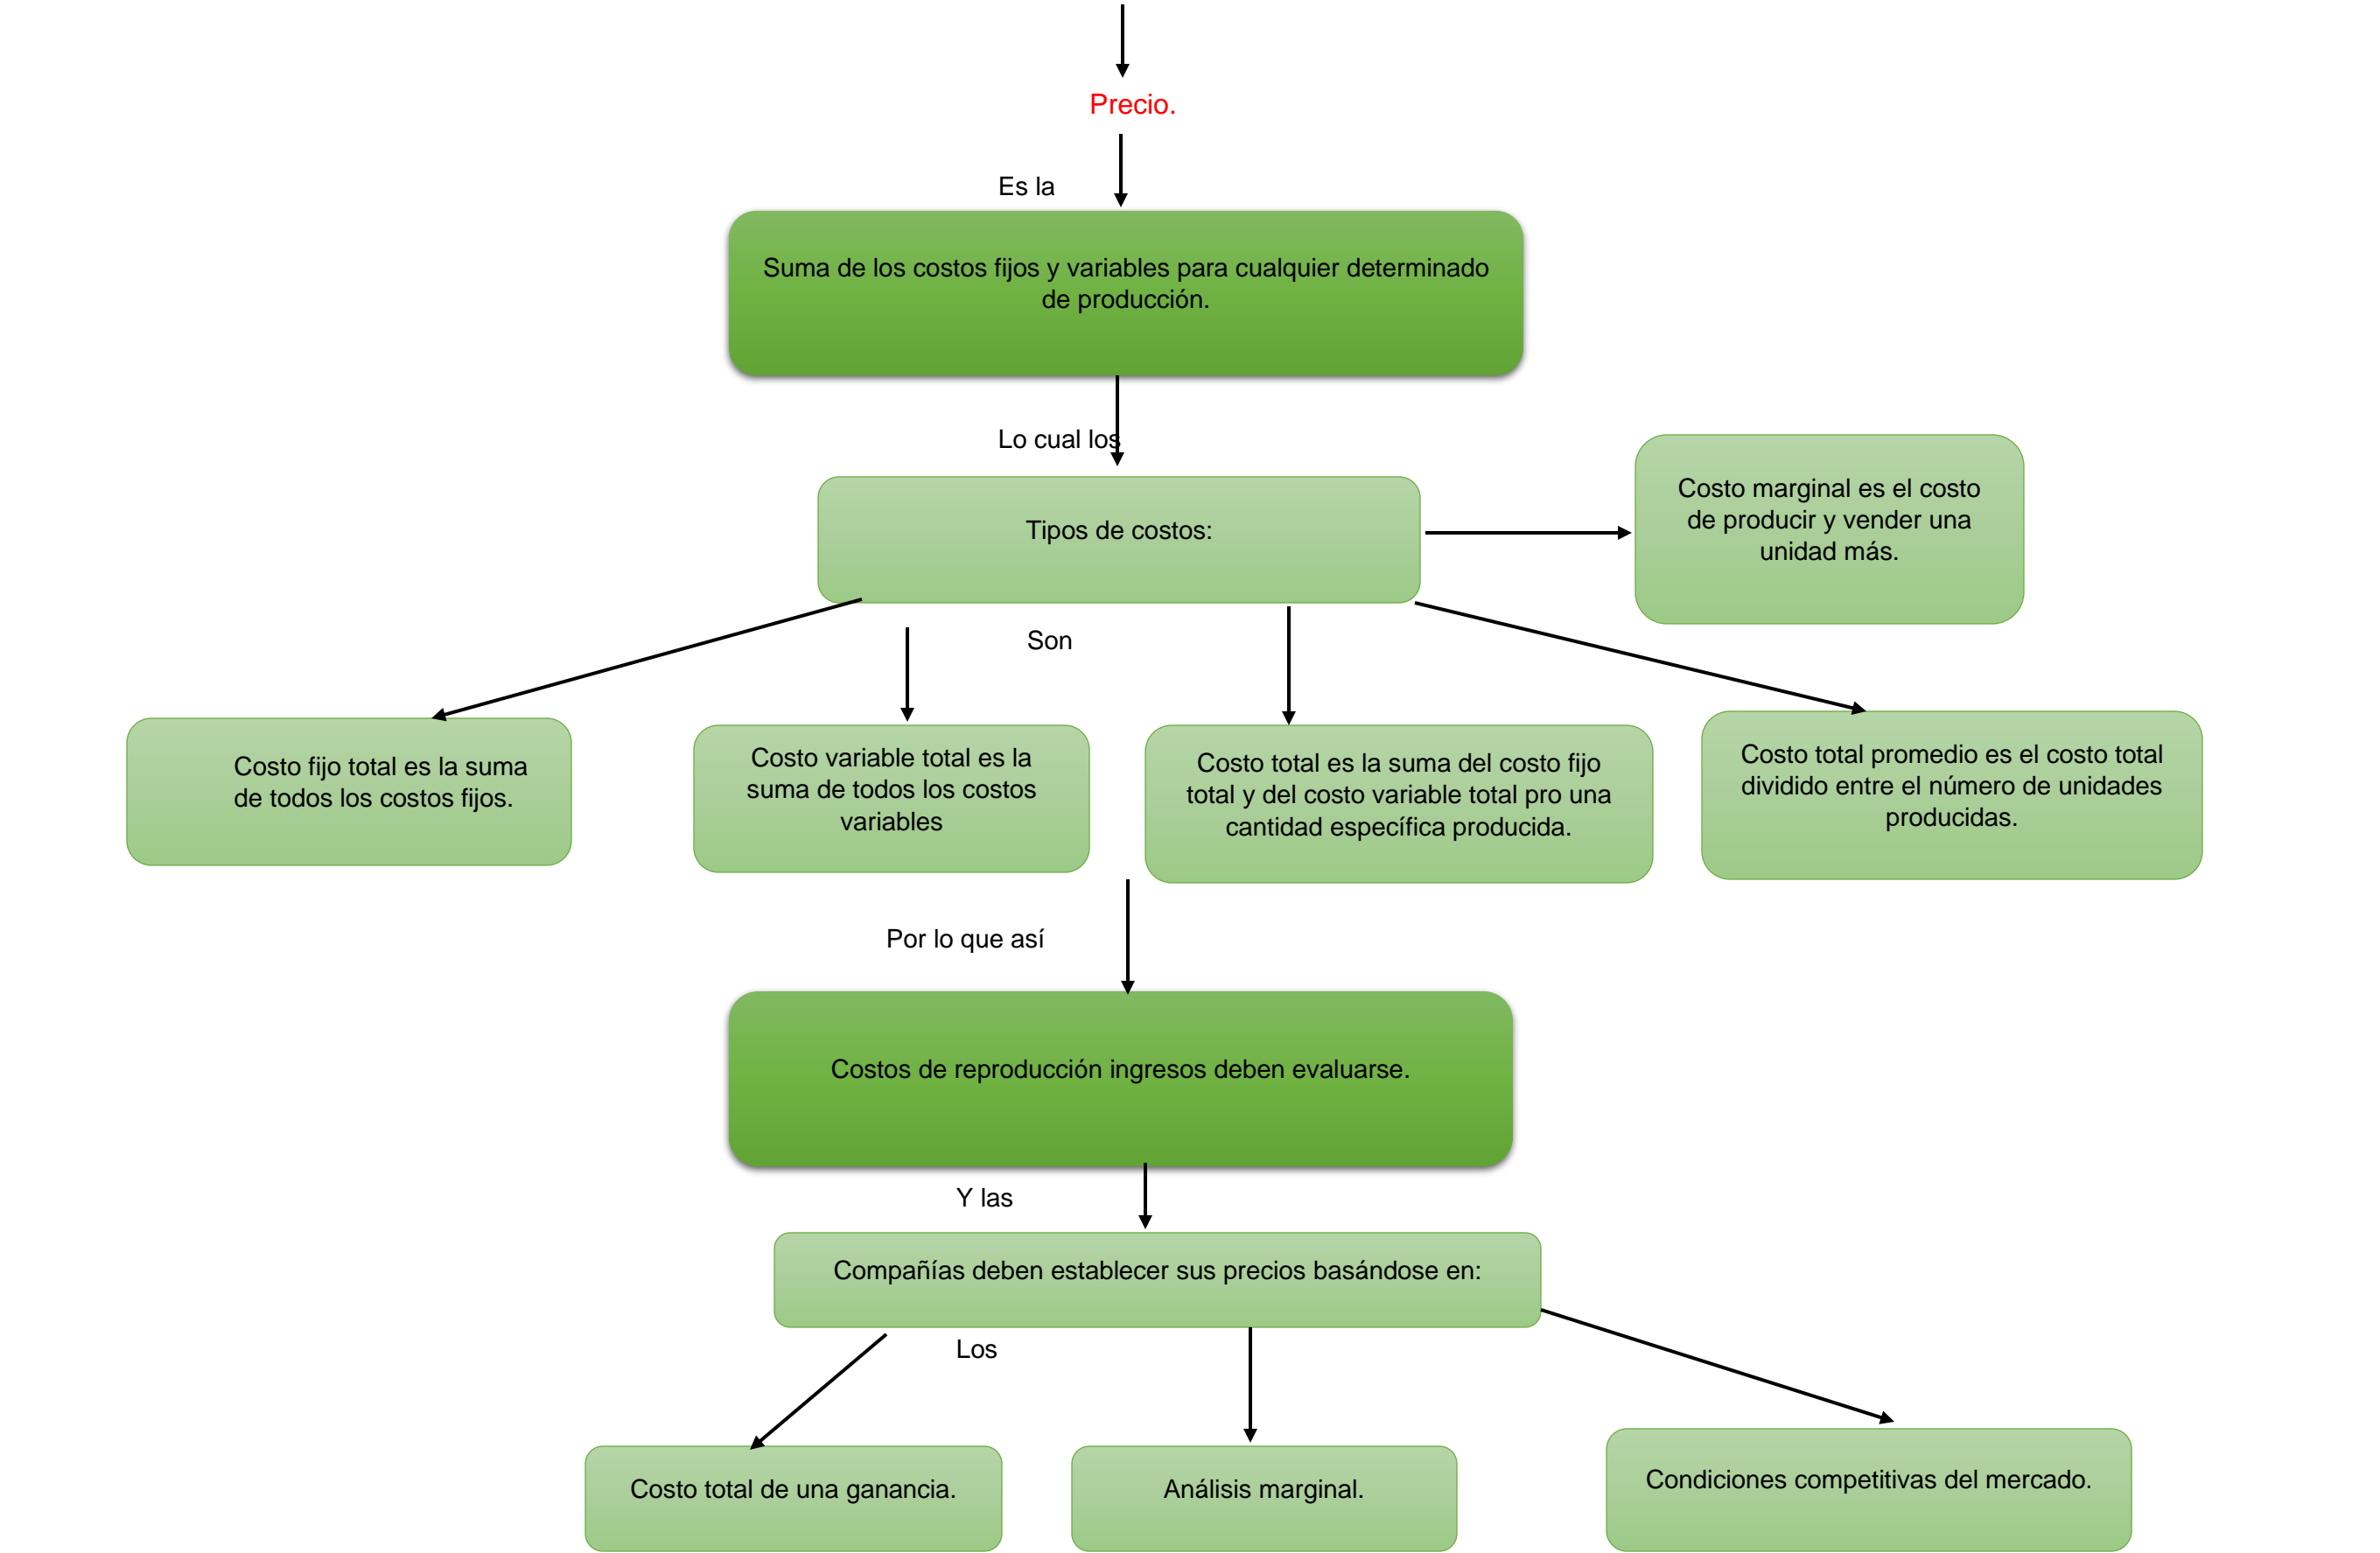 Precio.
Es la
Suma de los costos fijos y variables para cualquier determinado
de producción.
Lo cual los
Tipos de costos:
Costo marginal es el costo
de producir y vender una
unidad más.
Son
Costo fijo total es la suma
de todos los costos fijos.
Costo variable total es la
suma de todos los costos
variables
Costo total es la suma del costo fijo
total y del costo variable total pro una
cantidad específica producida.
Costo total promedio es el costo total
dividido entre el número de unidades
producidas.
Por lo que así
Costos de reproducción ingresos deben evaluarse.
Y las
Compañías deben establecer sus precios basándose en:
Los
Costo total de una ganancia.
Análisis marginal.
Condiciones competitivas del mercado.